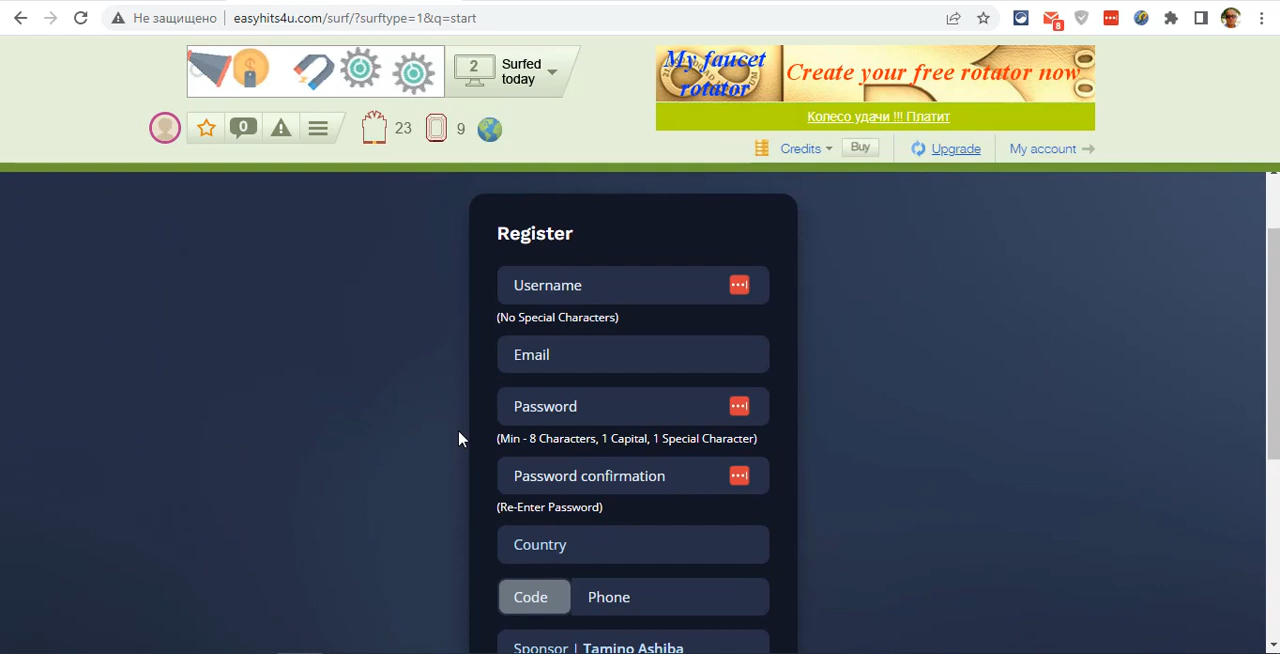 Не защищено
easyhits4u.com/surf/?surftype=1&q=start
8
2
Surfed today
My faucet rotator
Create your free rotator now
Колесо удачи !!! Платит
0
23
9
Credits
Buy
Upgrade
My account
Register
Username
(No Special Characters)
Email
Password
(Min - 8 Characters, 1 Capital, 1 Special Character)
Password confirmation
(Re-Enter Password)
Country
Code
Phone
Sponsor | Tamino Ashiba